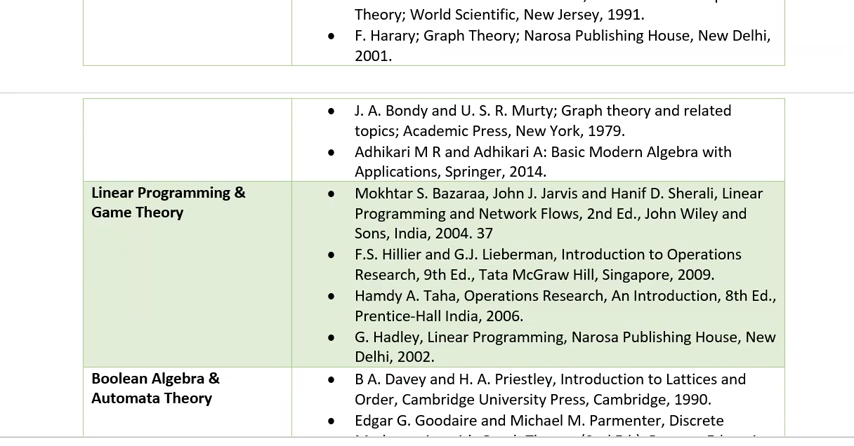 Theory; World Scientific, New Jersey, 1991.
• F. Harary; Graph Theory; Narosa Publishing House, New Delhi,
2001.
• J. A. Bondy and U. S. R. Murty; Graph theory and related
topics; Academic Press, New York, 1979.
• Adhikari M R and Adhikari A: Basic Modern Algebra with
Applications, Springer, 2014.
Linear Programming &
Game Theory
• Mokhtar S. Bazaraa, John J. Jarvis and Hanif D. Sherali, Linear
Programming and Network Flows, 2nd Ed., John Wiley and
Sons, India, 2004. 37
• F.S. Hillier and G.J. Lieberman, Introduction to Operations
Research, 9th Ed., Tata McGraw Hill, Singapore, 2009.
• Hamdy A. Taha, Operations Research, An Introduction, 8th Ed.,
Prentice-Hall India, 2006.
• G. Hadley, Linear Programming, Narosa Publishing House, New
Delhi, 2002.
Boolean Algebra &
Automata Theory
• B A. Davey and H. A. Priestley, Introduction to Lattices and
Order, Cambridge University Press, Cambridge, 1990.
• Edgar G. Goodaire and Michael M. Parmenter, Discrete